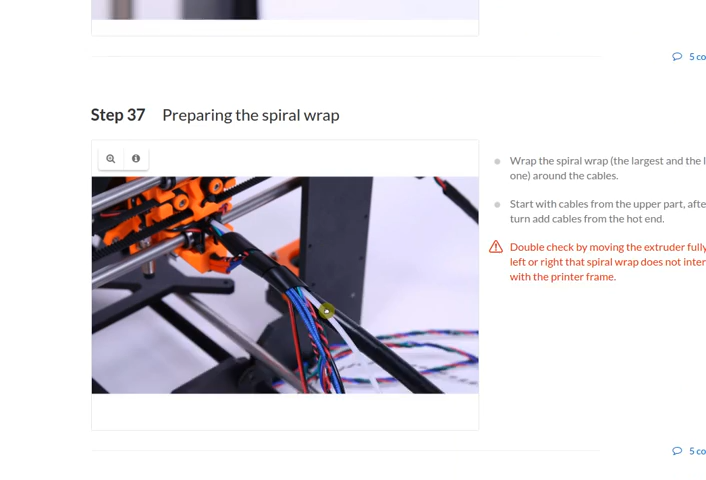 5 co
Step 37 Preparing the spiral wrap
Wrap the spiral wrap (the largest and the l
one) around the cables.
Start with cables from the upper part, afte
turn add cables from the hot end.
Double check by moving the extruder fully
left or right that spiral wrap does not inter
with the printer frame.
5 co